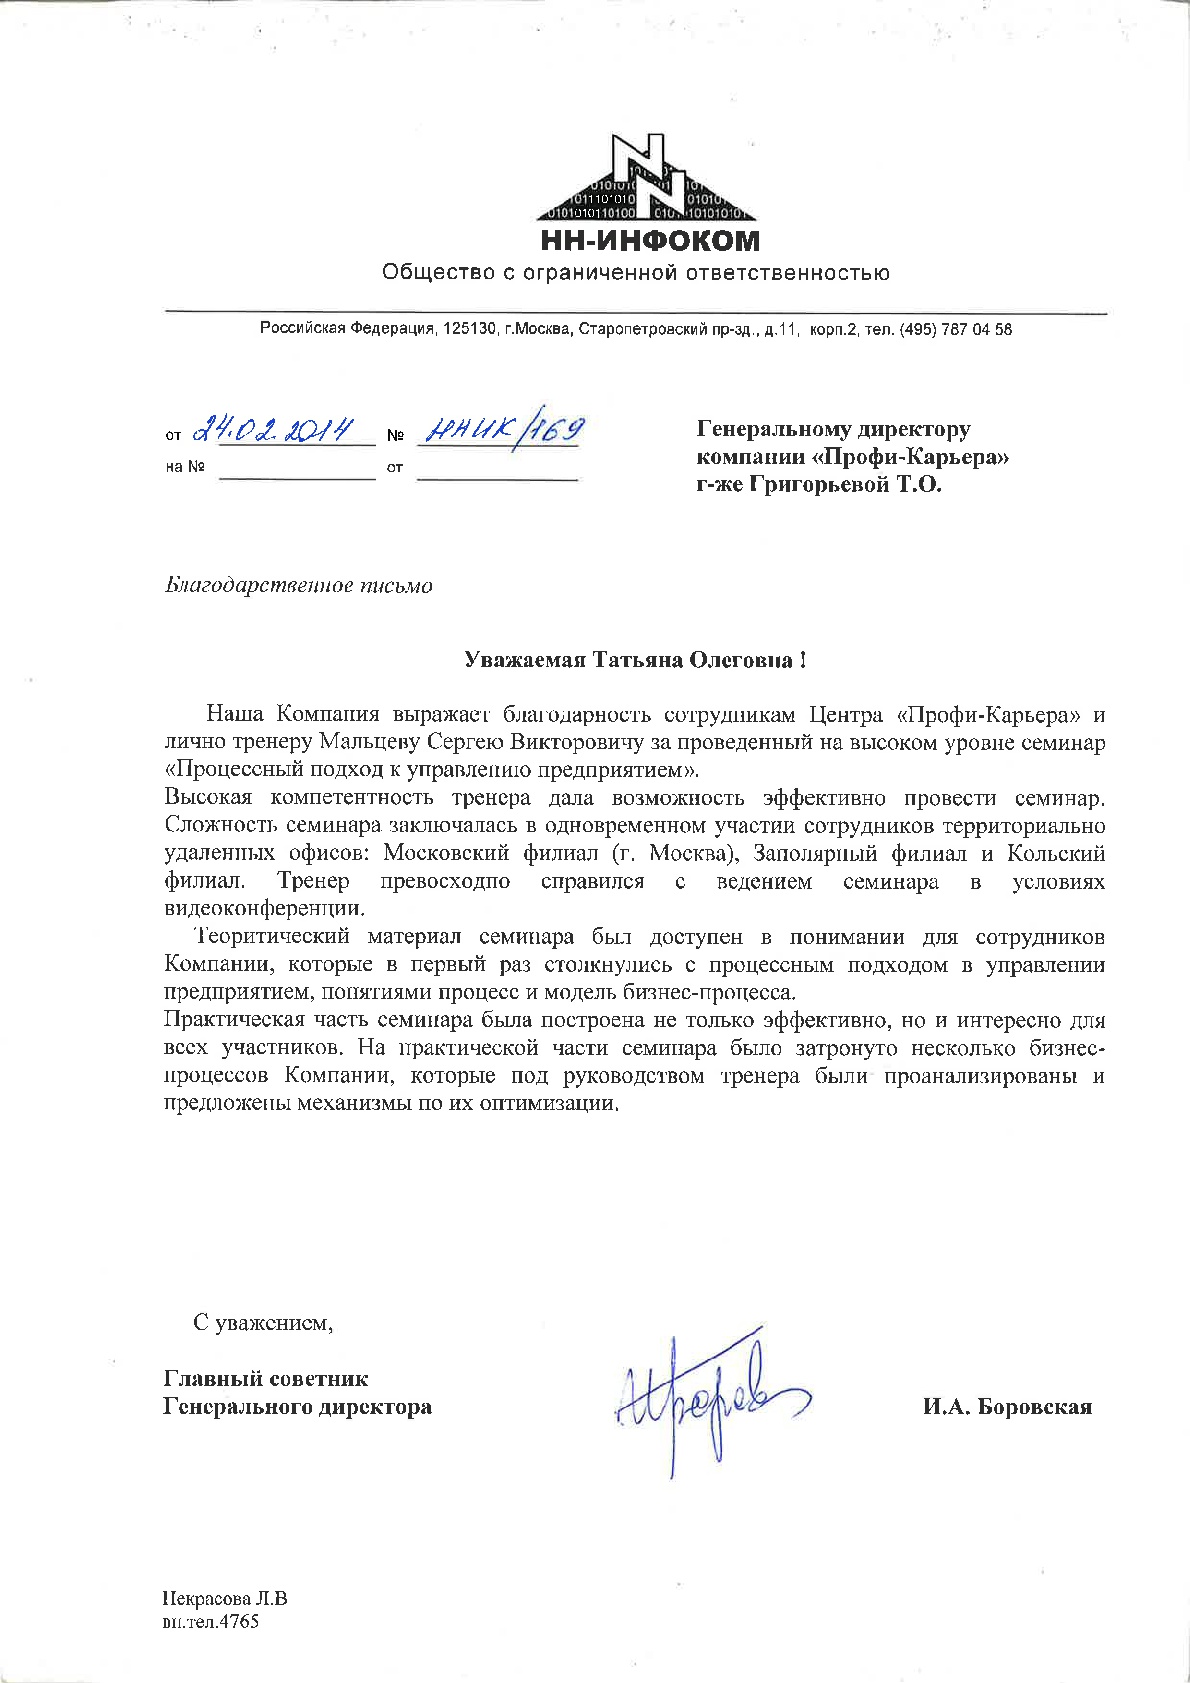 NN
НН-ИНФОКОМ
Общество с ограниченной ответственностью
Российская Федерация, 125130, г.Москва, Старопетровский пр-зд., д.11, корп.2, тел. (495) 787 04 58
от 24.02.2014 № ННИК/169
на № от
Генеральному директору
компании «Профи-Карьера»
г-же Григорьевой Т.О.
Благодарственное письмо
Уважаемая Татьяна Олеговна !
Наша Компания выражает благодарность сотрудникам Центра «Профи-Карьера» и
лично тренеру Мальцеву Сергею Викторовичу за проведенный на высоком уровне семинар
«Процессный подход к управлению предприятием».
Высокая компетентность тренера дала возможность эффективно провести семинар.
Сложность семинара заключалась в одновременном участии сотрудников территориально
удаленных офисов: Московский филиал (г. Москва), Заполярный филиал и Кольский
филиал. Тренер превосходно справился с ведением семинара в условиях
видеоконференции.
Теоритический материал семинара был доступен в понимании для сотрудников
Компании, которые в первый раз столкнулись с процессным подходом в управлении
предприятием, понятиями процесс и модель бизнес-процесса.
Практическая часть семинара была построена не только эффективно, но и интересно для
всех участников. На практической части семинара было затронуто несколько бизнес-
процессов Компании, которые под руководством тренера были проанализированы и
предложены механизмы по их оптимизации.
С уважением,
Главный советник
Генерального директора
И.А. Боровская
Некрасова Л.В
вн.тел.4765